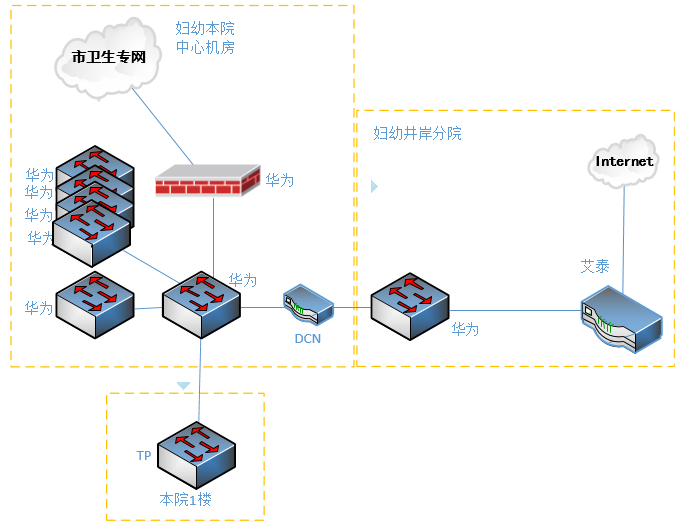 妇幼本院
中心机房
市卫生专网
妇幼井岸分院
Internet
华为
华为
华为
华为
华为
华为
华为
艾泰
DCN
华为
TP
本院1楼